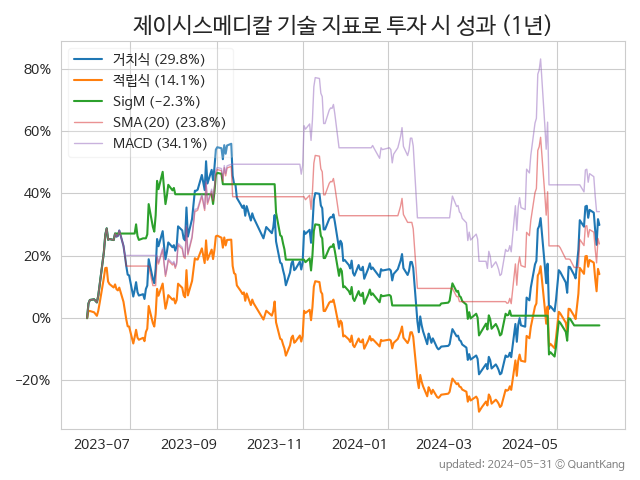 제이시스메디칼 기술 지표로 투자 시 성과 (1년)
거치식 (29.8%)
적립식 (14.1%)
SigM (-2.3%)
SMA(20) (23.8%)
MACD (34.1%)
80%
60%
40%
20%
0%
−20%
2023-07 2023-09 2023-11 2024-01 2024-03 2024-05
updated: 2024-05-31 © QuantKang